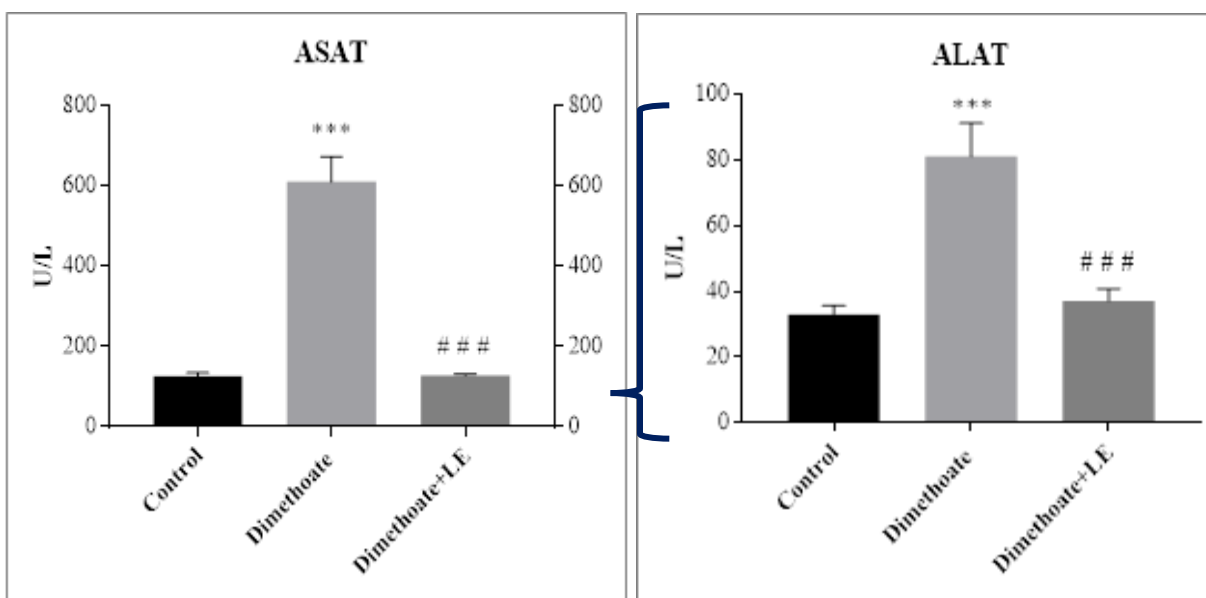 ASAT
U/L
800
600
400
200
0
***
# # #
800
600
400
200
0
Control
Dimethoate
Dimethoate+LE
ALAT
U/L
100
80
60
40
20
0
***
# # #
Control
Dimethoate
Dimethoate+LE